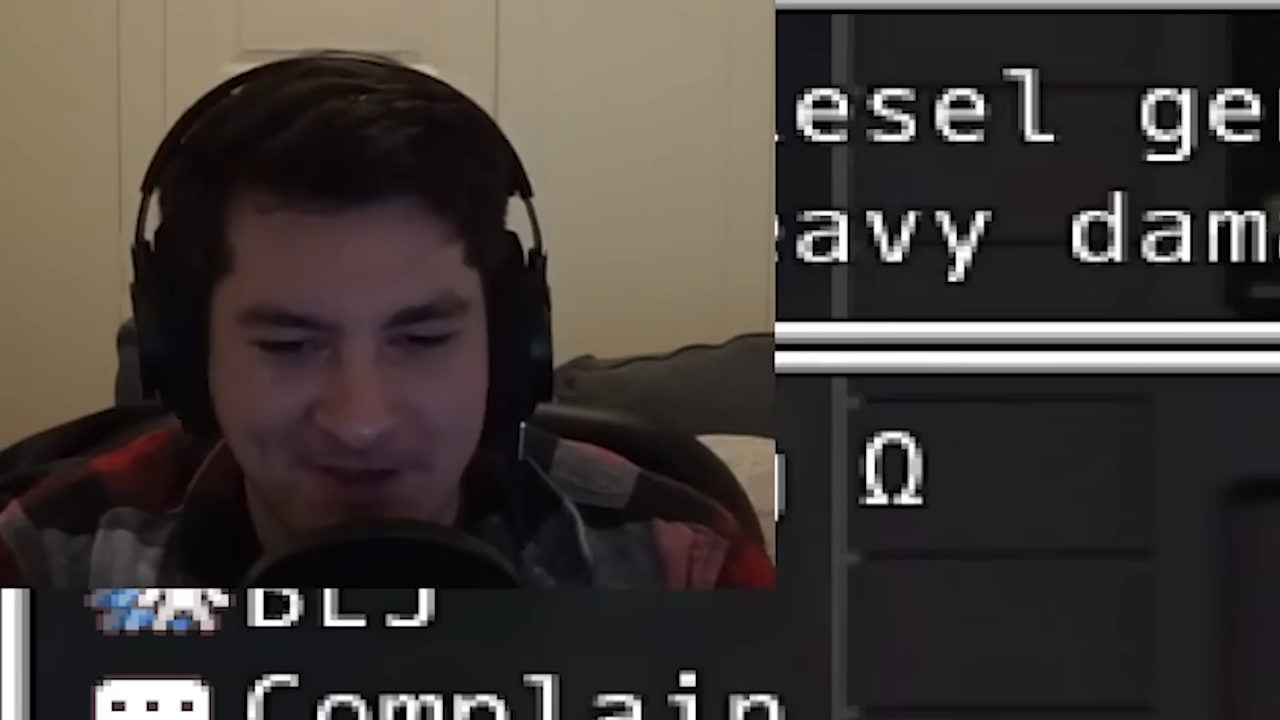 esel ge
eavy dam
Ω
BLJ
Complain